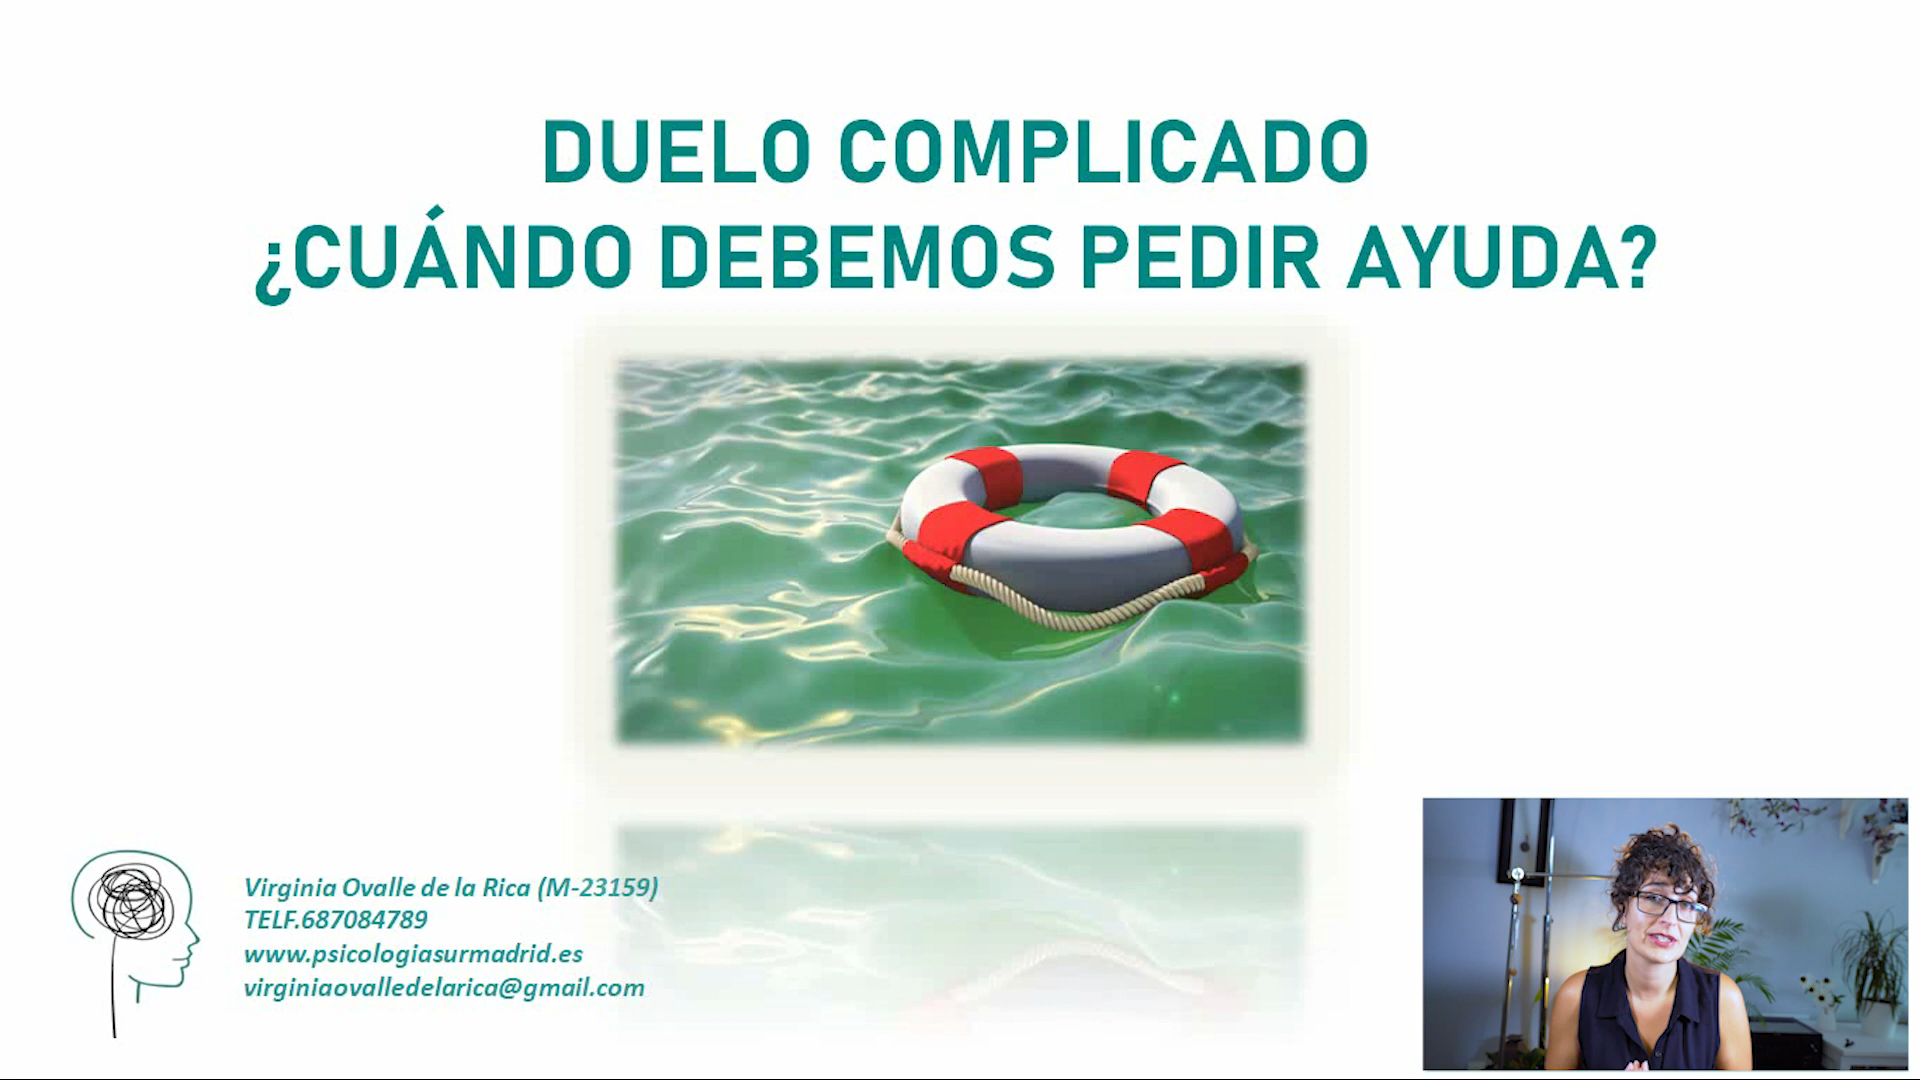 DUELO COMPLICADO
¿CUÁNDO DEBEMOS PEDIR AYUDA?
Virginia Ovalle de la Rica (M-23159)
TELF.687084789
www.psicologiasurmadrid.es
virginiaovalledelarica@gmail.com